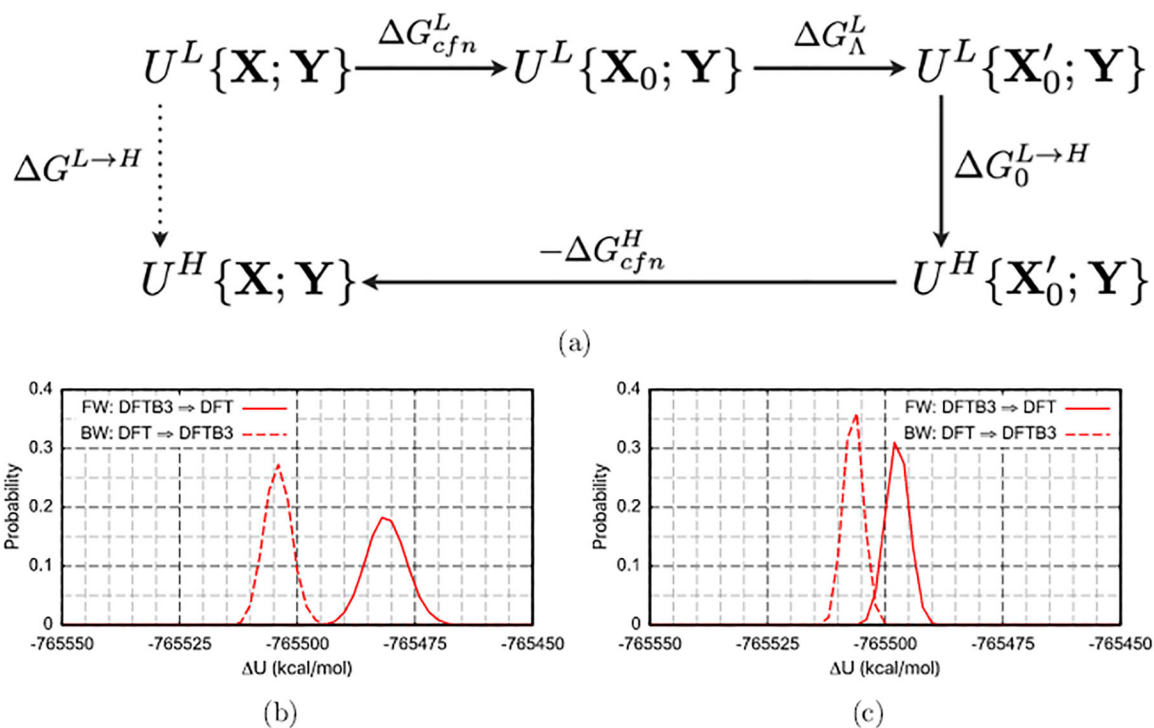 ΔG^L_cfn ΔG^L_Λ
U^L{X; Y} U^L{X_0; Y} U^L{X'_0; Y}
ΔG^{L→H} ΔG^{L→H}_0
-ΔG^H_cfn
U^H{X; Y} U^H{X'_0; Y}
(a)
0.4
FW: DFTB3 ⇒ DFT
BW: DFT ⇒ DFTB3
0.3
0.2
0.1
0
Probability
-765550 -765525 -765500 -765475 -765450
ΔU (kcal/mol)
(b)
0.4
FW: DFTB3 ⇒ DFT
BW: DFT ⇒ DFTB3
0.3
0.2
0.1
0
Probability
-765550 -765525 -765500 -765475 -765450
ΔU (kcal/mol)
(c)